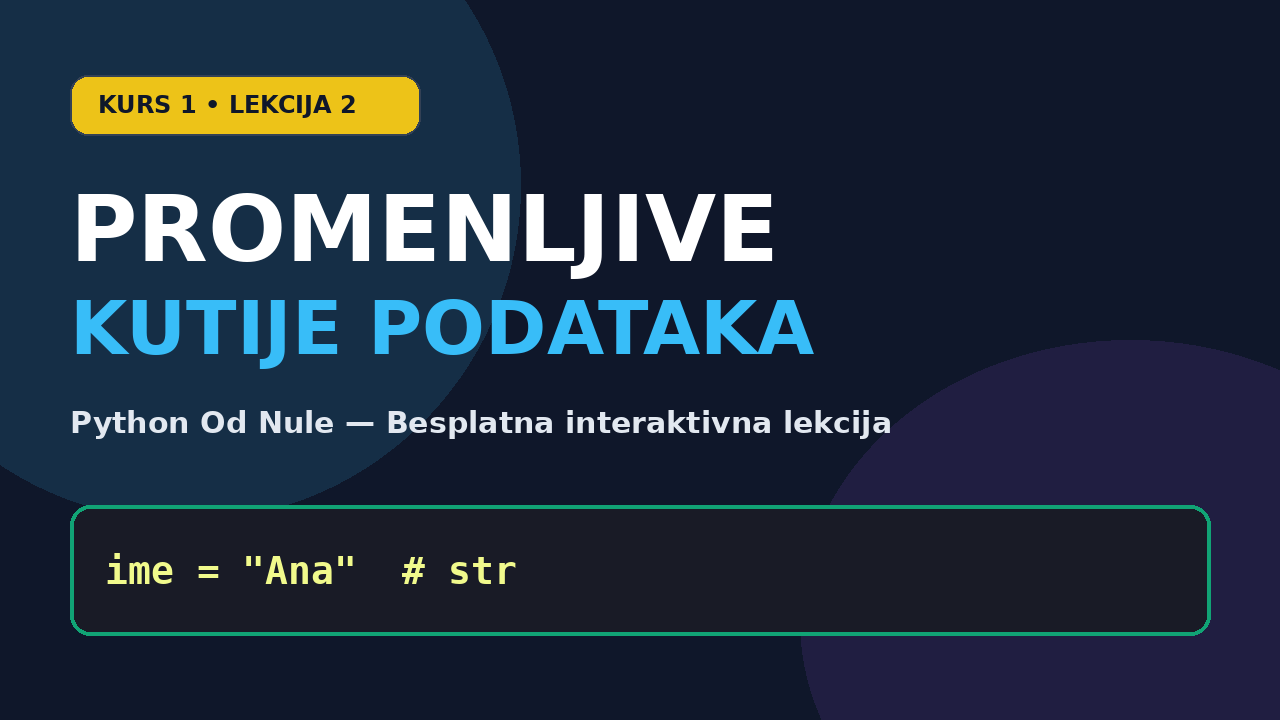 KURS 1 • LEKCIJA 2
PROMENLJIVE
KUTIJE PODATAKA
Python Od Nule — Besplatna interaktivna lekcija
ime = "Ana"  # str